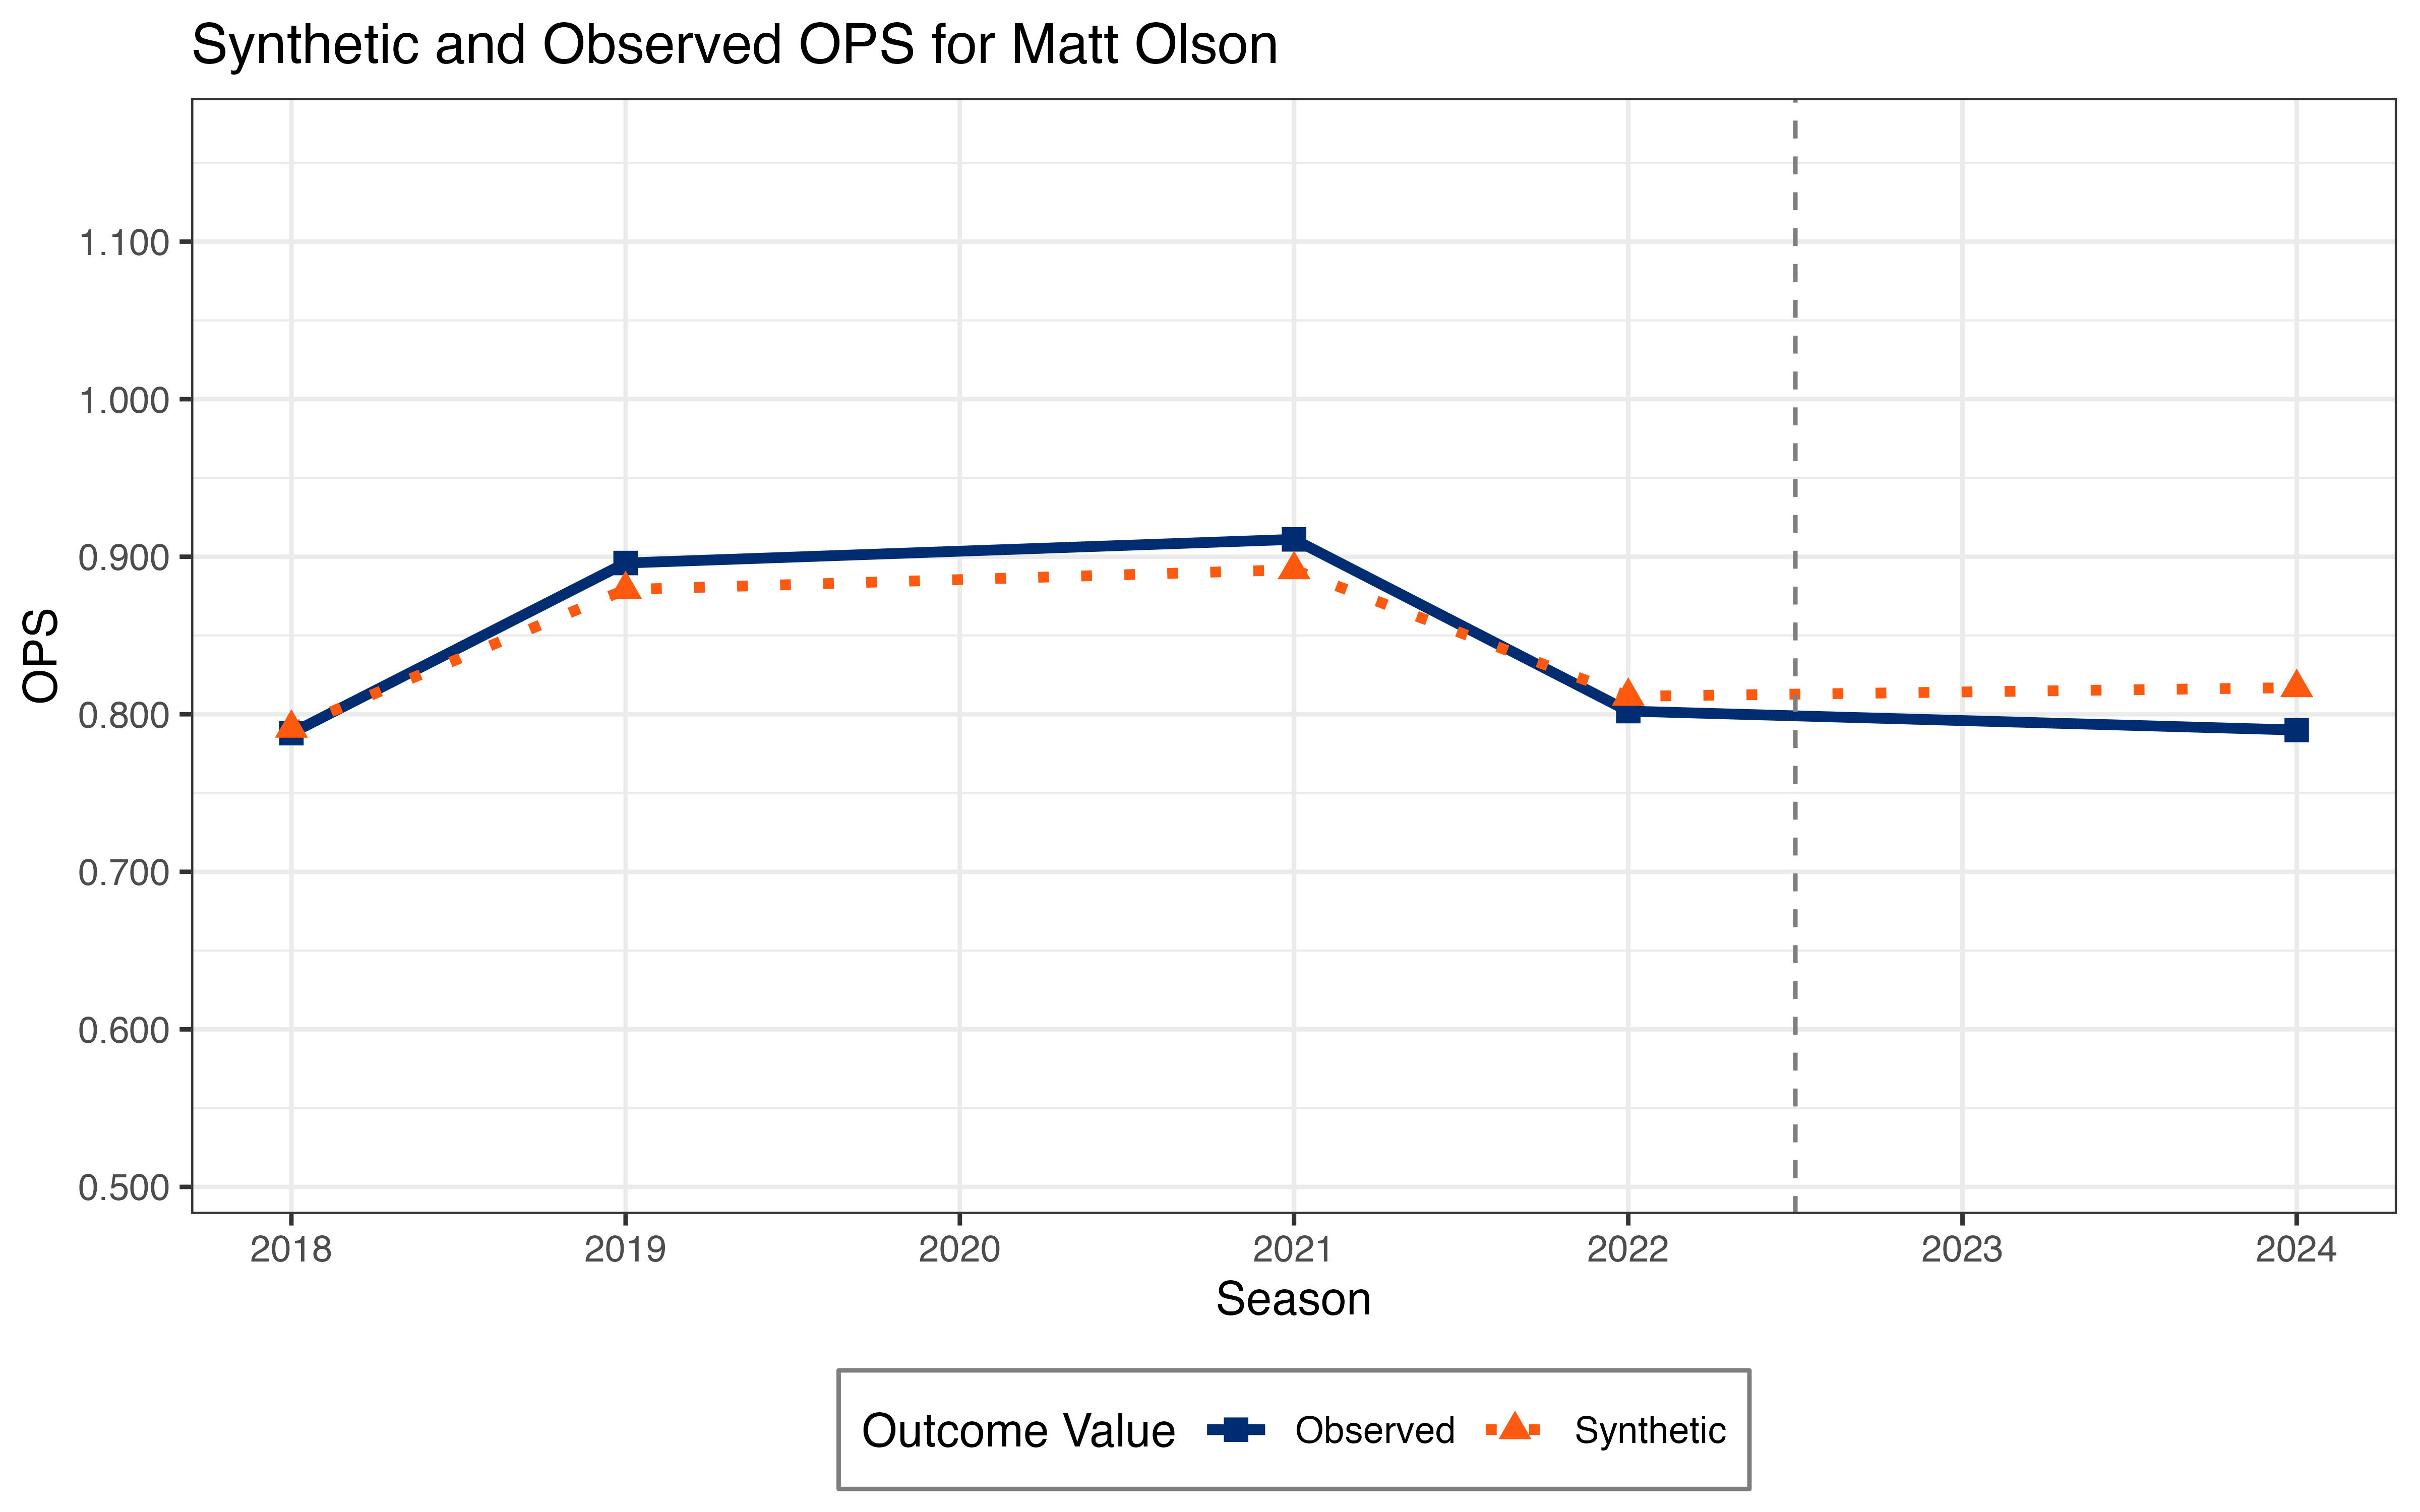 Synthetic and Observed OPS for Matt Olson
OPS
1.100
1.000
0.900
0.800
0.700
0.600
0.500
2018 2019 2020 2021 2022 2023 2024
Season
Outcome Value Observed Synthetic